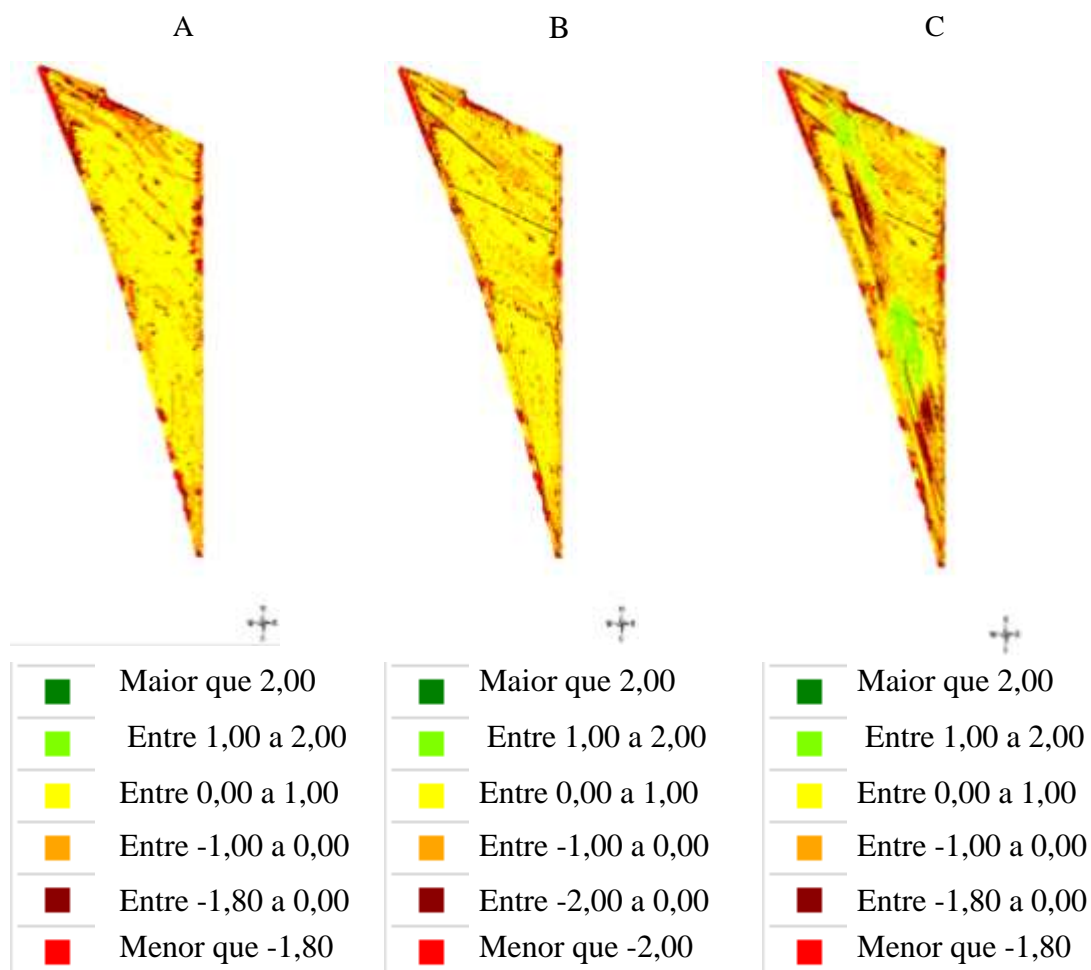 A B C
Maior que 2,00 Maior que 2,00 Maior que 2,00
Entre 1,00 a 2,00 Entre 1,00 a 2,00 Entre 1,00 a 2,00
Entre 0,00 a 1,00 Entre 0,00 a 1,00 Entre 0,00 a 1,00
Entre -1,00 a 0,00 Entre -1,00 a 0,00 Entre -1,00 a 0,00
Entre -1,80 a 0,00 Entre -2,00 a 0,00 Entre -1,80 a 0,00
Menor que -1,80 Menor que -2,00 Menor que -1,80